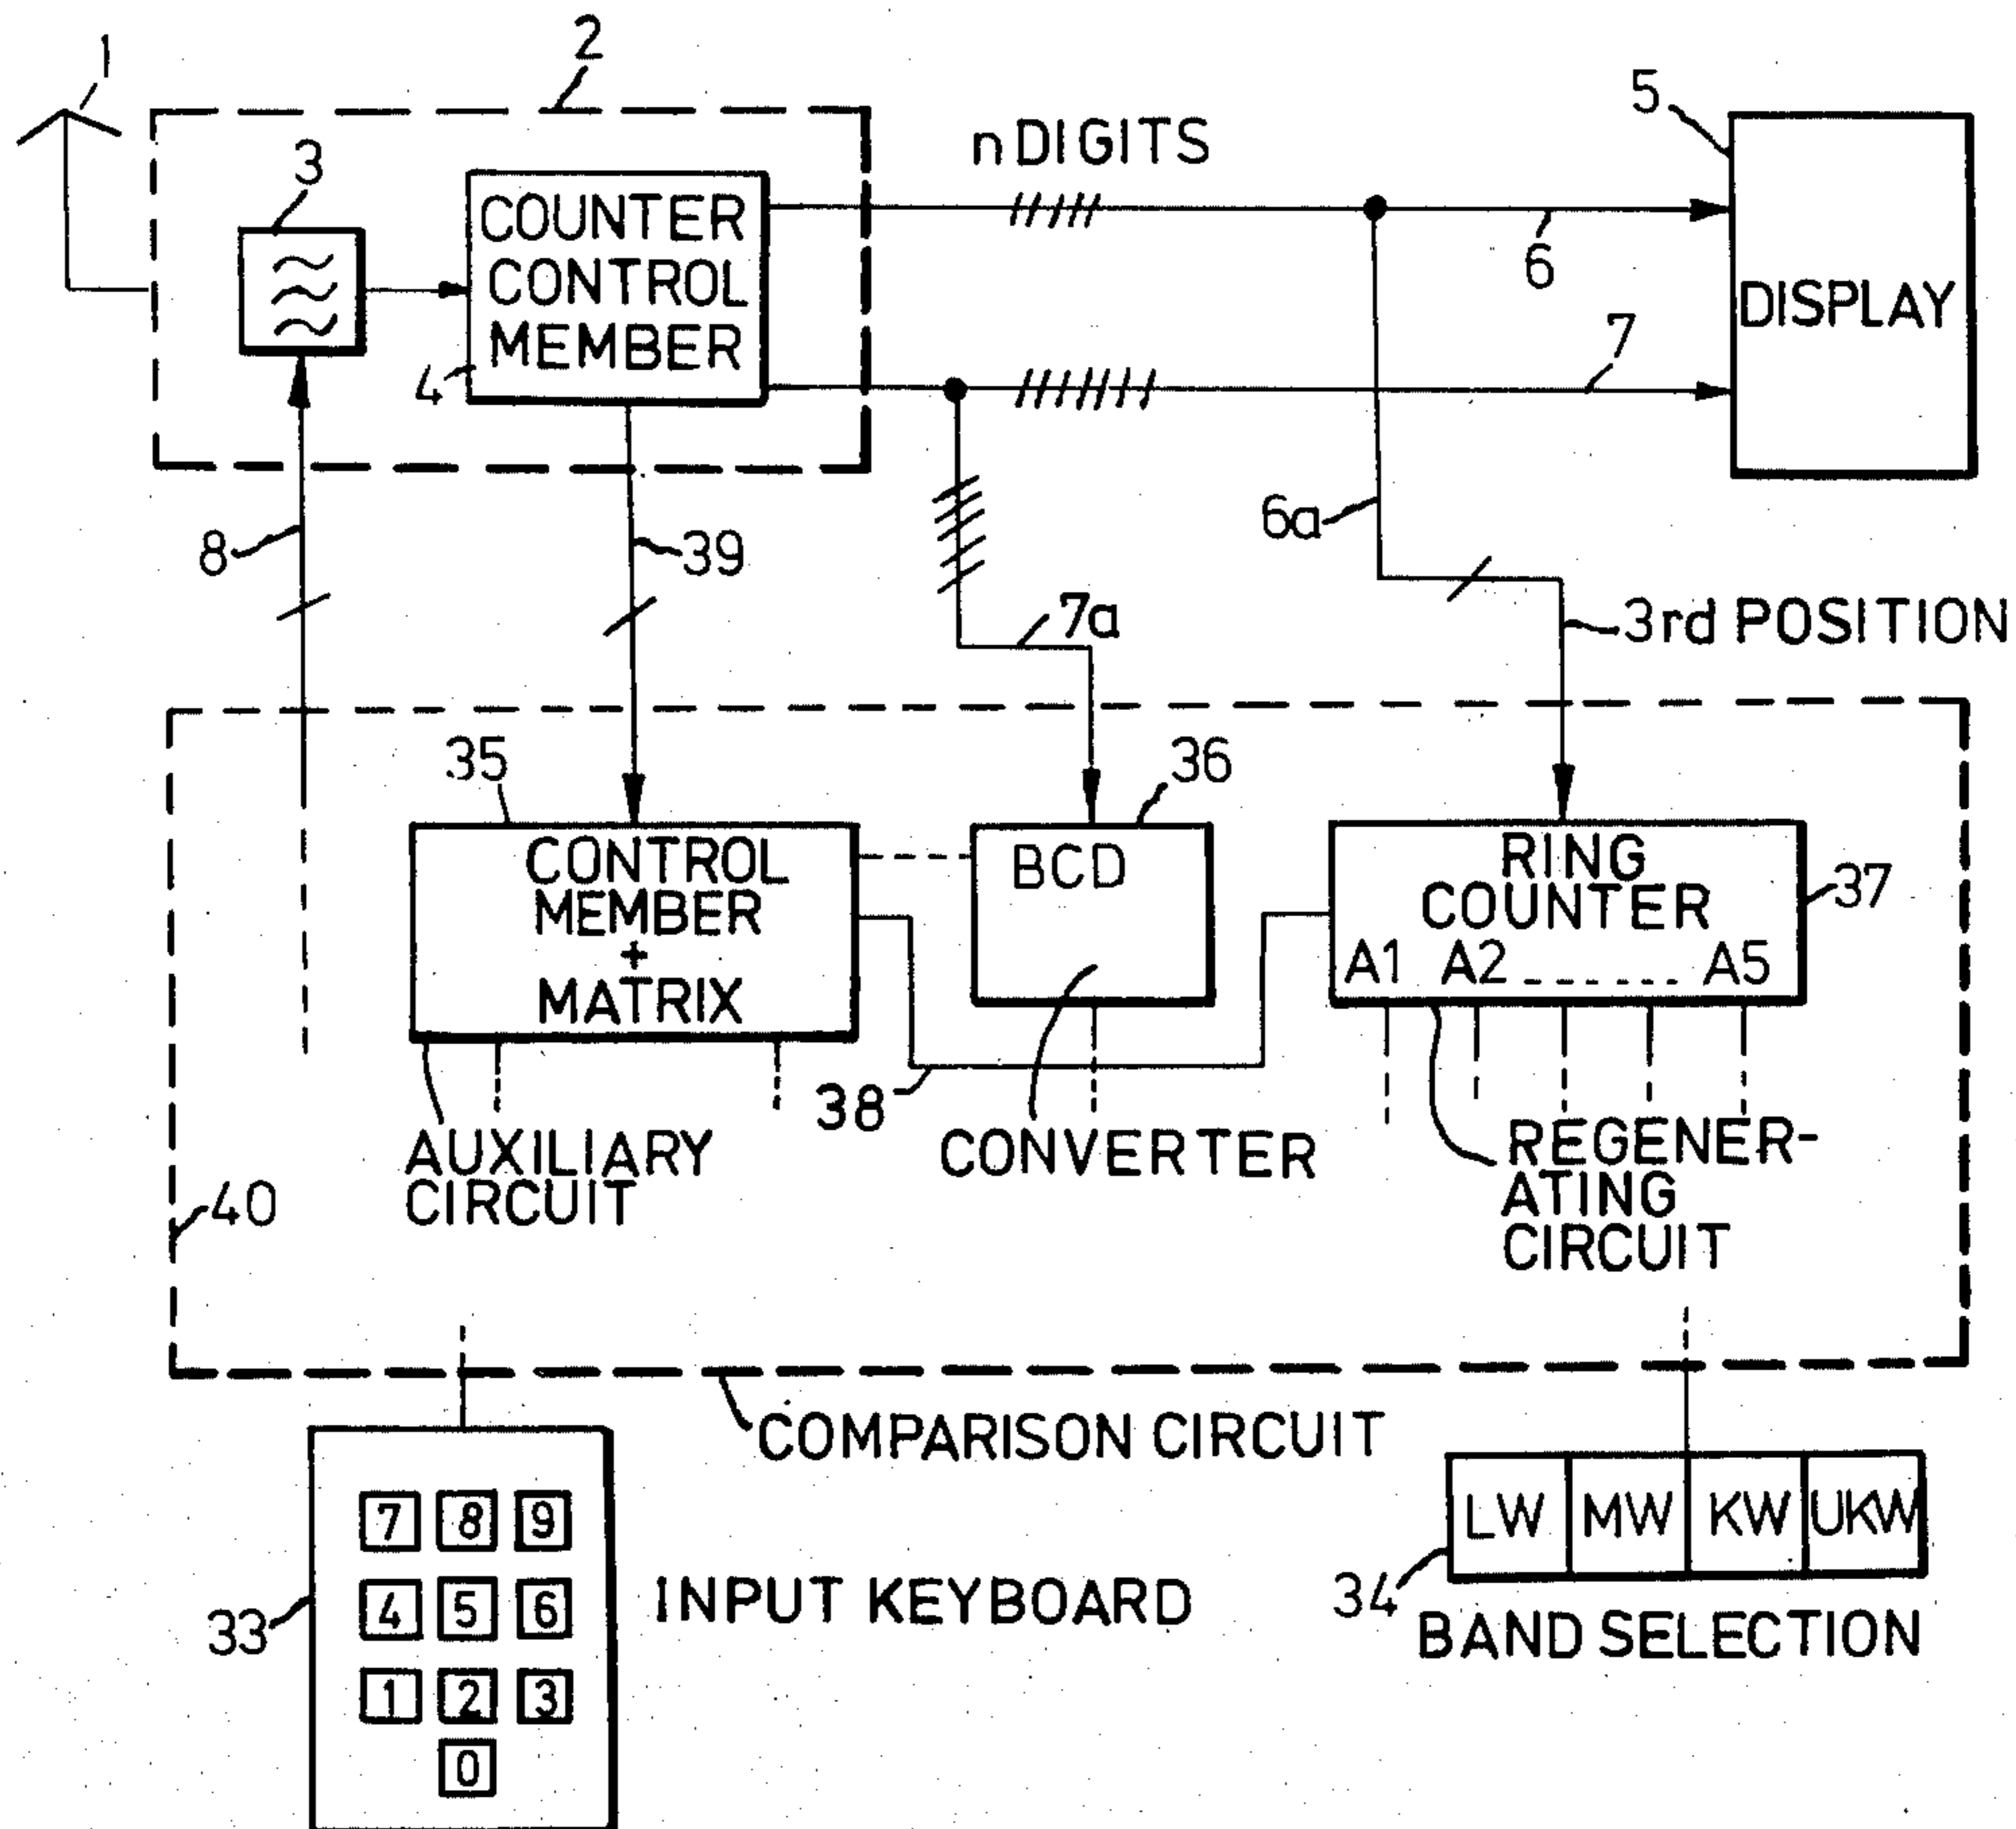 1
2
3
COUNTER
CONTROL
MEMBER
4
n DIGITS
5
DISPLAY
6
7
8
39
7a
6a
3rd POSITION
35
CONTROL
MEMBER
+
MATRIX
36
BCD
RING
COUNTER
A1 A2 ------ A5
37
38
AUXILIARY
CIRCUIT
CONVERTER
REGENER-
ATING
CIRCUIT
40
COMPARISON CIRCUIT
33
7 8 9
4 5 6
1 2 3
0
INPUT KEYBOARD
LW MW KW UKW
34
BAND SELECTION